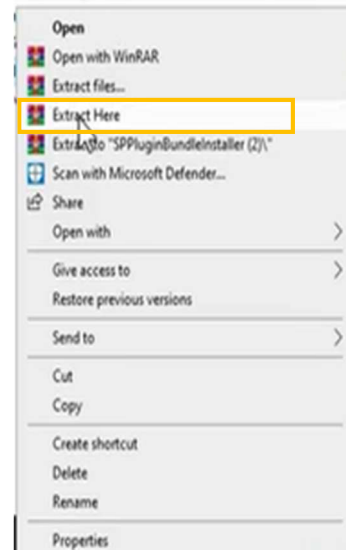 Open
Open with WinRAR
Extract files...
Extract Here
Extract to "SPPluginBundleInstaller (2)\"
Scan with Microsoft Defender...
Share
Open with
Give access to
Restore previous versions
Send to
Cut
Copy
Create shortcut
Delete
Rename
Properties